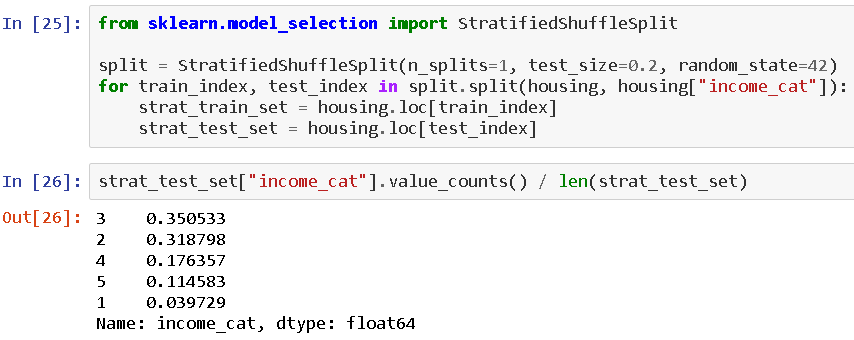 In [25]: from sklearn.model_selection import StratifiedShuffleSplit

split = StratifiedShuffleSplit(n_splits=1, test_size=0.2, random_state=42)
for train_index, test_index in split.split(housing, housing["income_cat"]):
    strat_train_set = housing.loc[train_index]
    strat_test_set = housing.loc[test_index]

In [26]: strat_test_set["income_cat"].value_counts() / len(strat_test_set)

Out[26]: 3    0.350533
2    0.318798
4    0.176357
5    0.114583
1    0.039729
Name: income_cat, dtype: float64